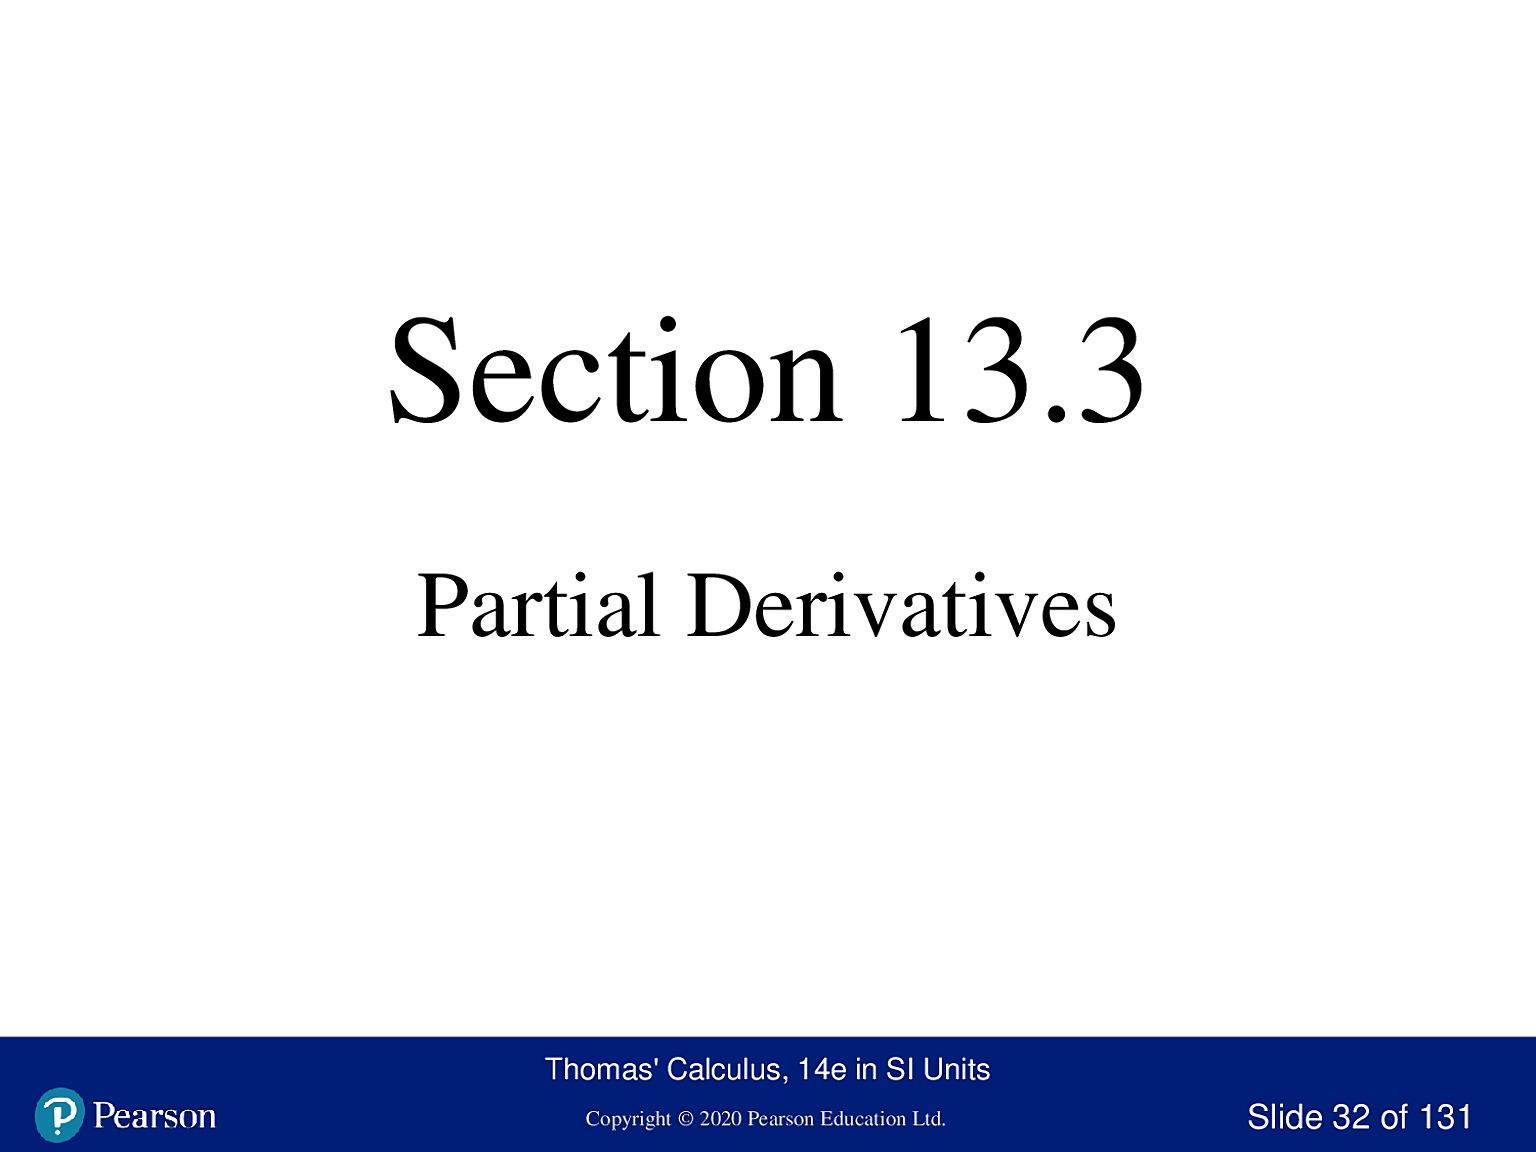 Section 13.3
Partial Derivatives
Thomas' Calculus, 14e in SI Units
Pearson
Copyright © 2020 Pearson Education Ltd.
Slide 32 of 131